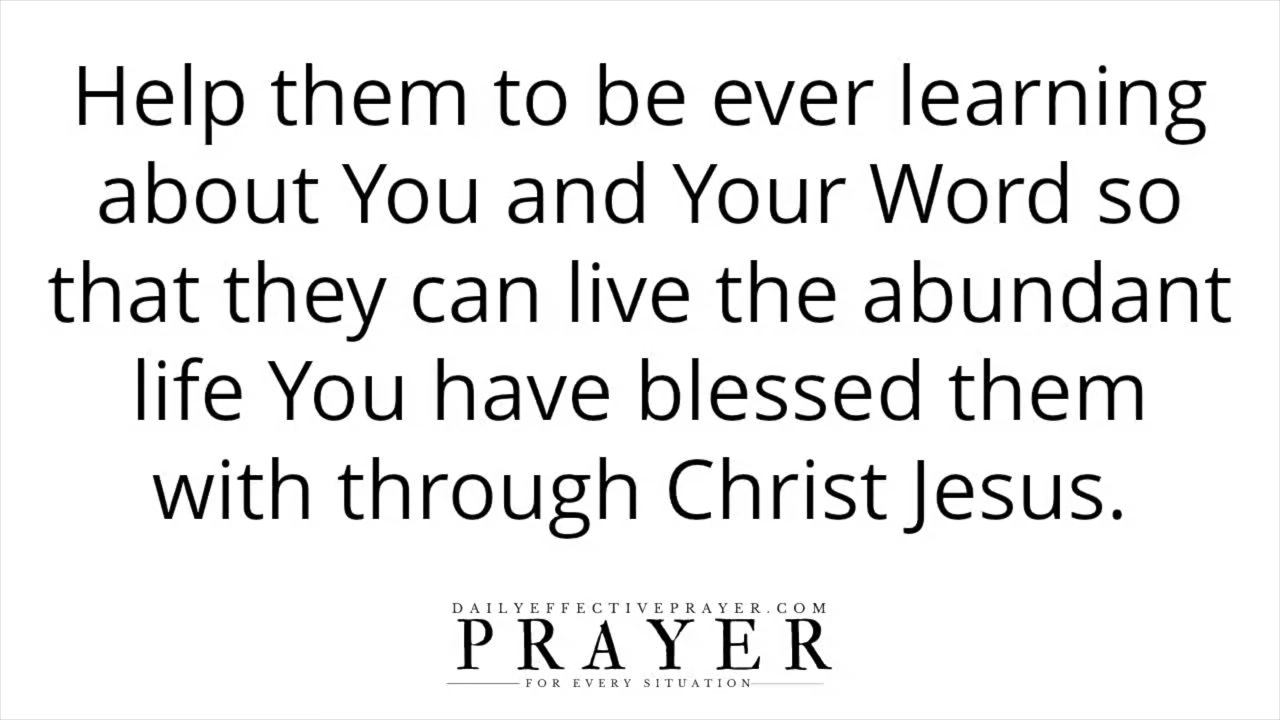 Help them to be ever learning
about You and Your Word so
that they can live the abundant
life You have blessed them
with through Christ Jesus.
DAILYEFFECTIVEPRAYER.COM
PRAYER
FOR EVERY SITUATION